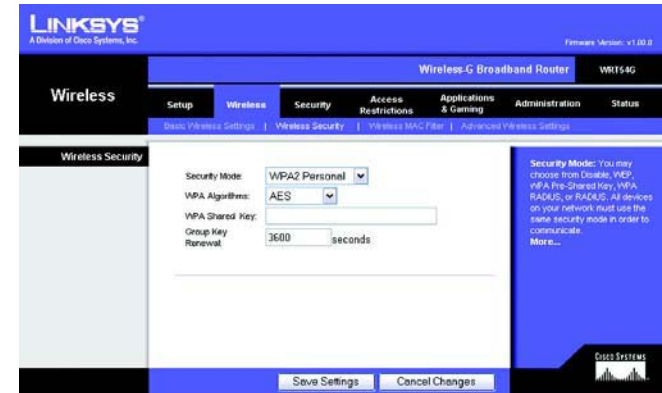 LINKSYS®
A Division of Cisco Systems, Inc.
Firmware Version: v1.00.0
Wireless-G Broadband Router WRT54G
Wireless
Setup Wireless Security Access Restrictions Applications & Gaming Administration Status
Basic Wireless Settings | Wireless Security | Wireless MAC Filter | Advanced Wireless Settings
Wireless Security
Security Mode: WPA2 Personal
WPA Algorithms: AES
WPA Shared Key:
Group Key Renewal: 3600 seconds
Security Mode: You may
choose from Disable, WEP,
WPA Pre-Shared Key, WPA
RADIUS, or RADIUS. All devices
on your network must use the
same security mode in order to
communicate.
More...
CISCO SYSTEMS
Save Settings Cancel Changes